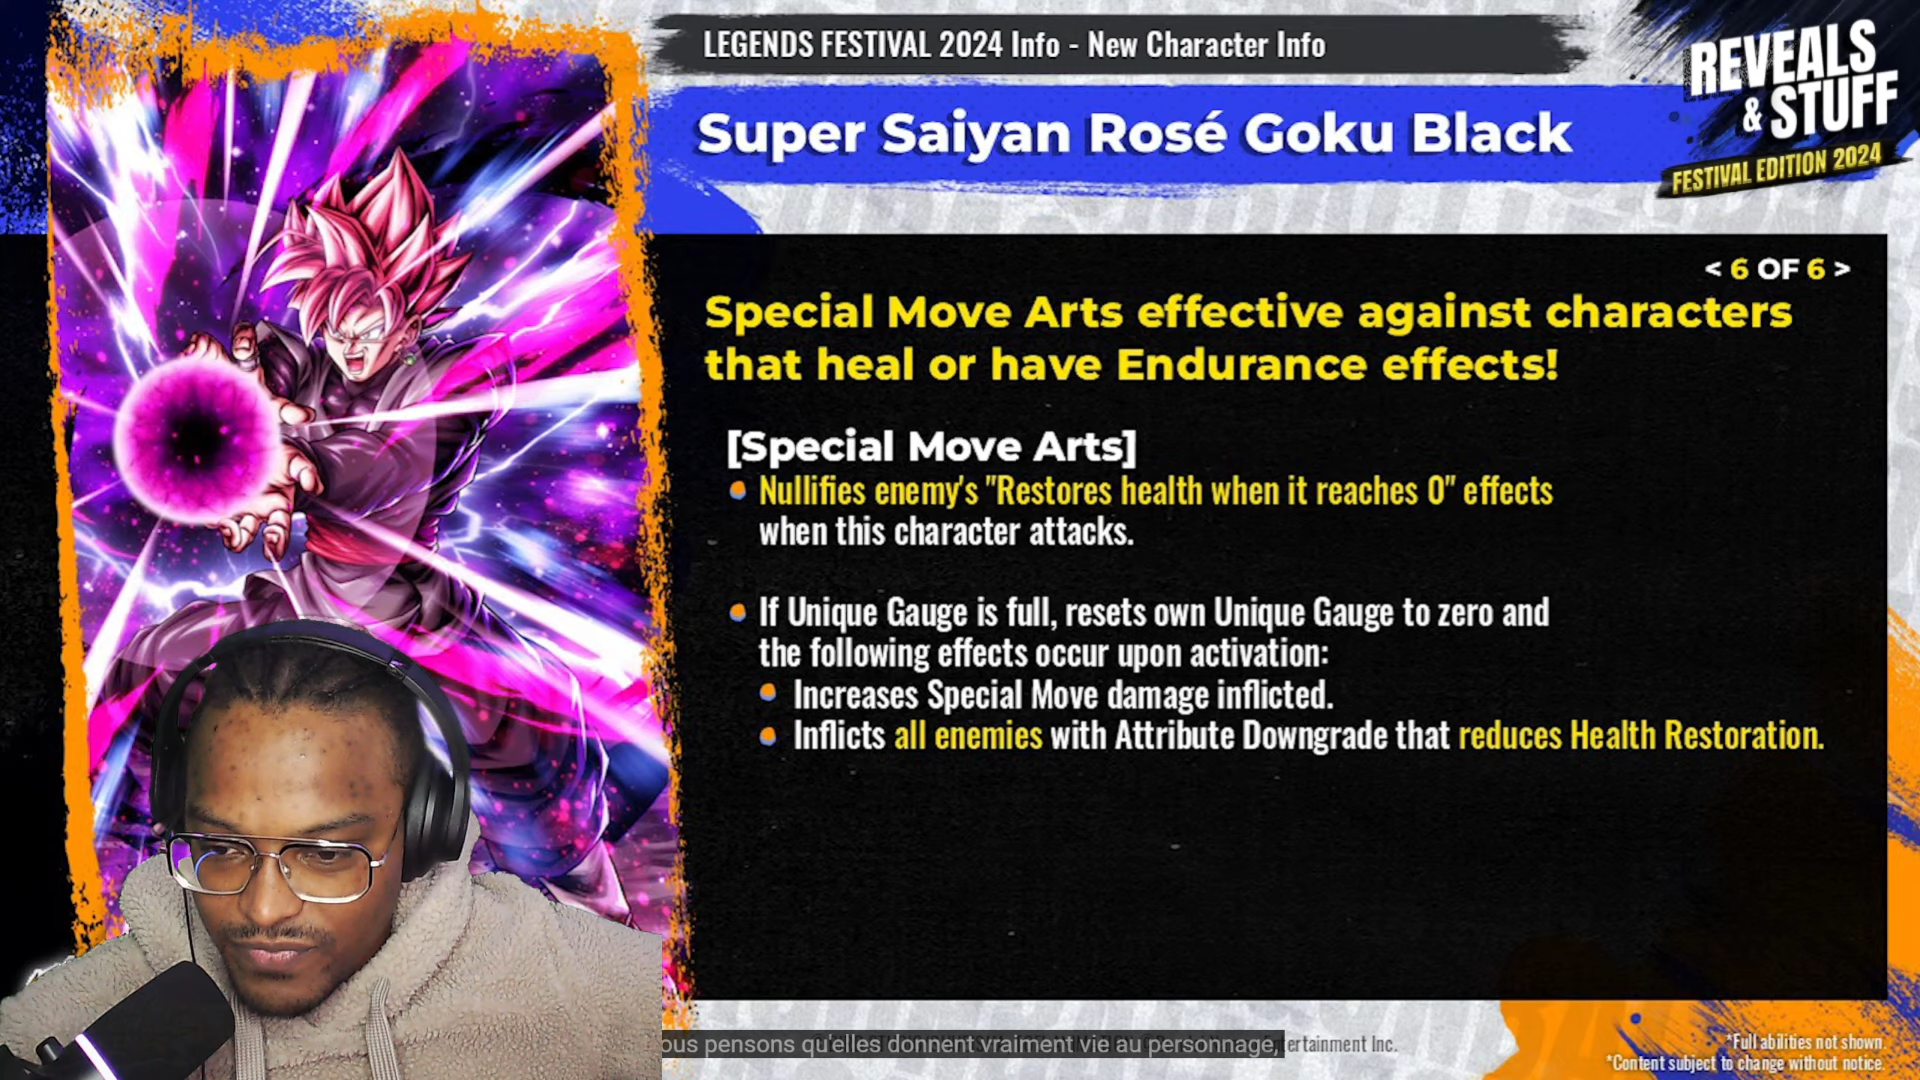 LEGENDS FESTIVAL 2024 Info - New Character Info
REVEALS
& STUFF
FESTIVAL EDITION 2024
Super Saiyan Rosé Goku Black
< 6 OF 6 >
Special Move Arts effective against characters
that heal or have Endurance effects!
[Special Move Arts]
Nullifies enemy's "Restores health when it reaches 0" effects
when this character attacks.
If Unique Gauge is full, resets own Unique Gauge to zero and
the following effects occur upon activation:
Increases Special Move damage inflicted.
Inflicts all enemies with Attribute Downgrade that reduces Health Restoration.
ous pensons qu'elles donnent vraiment vie au personnage,
ertainment Inc.
*Full abilities not shown.
*Content subject to change without notice.